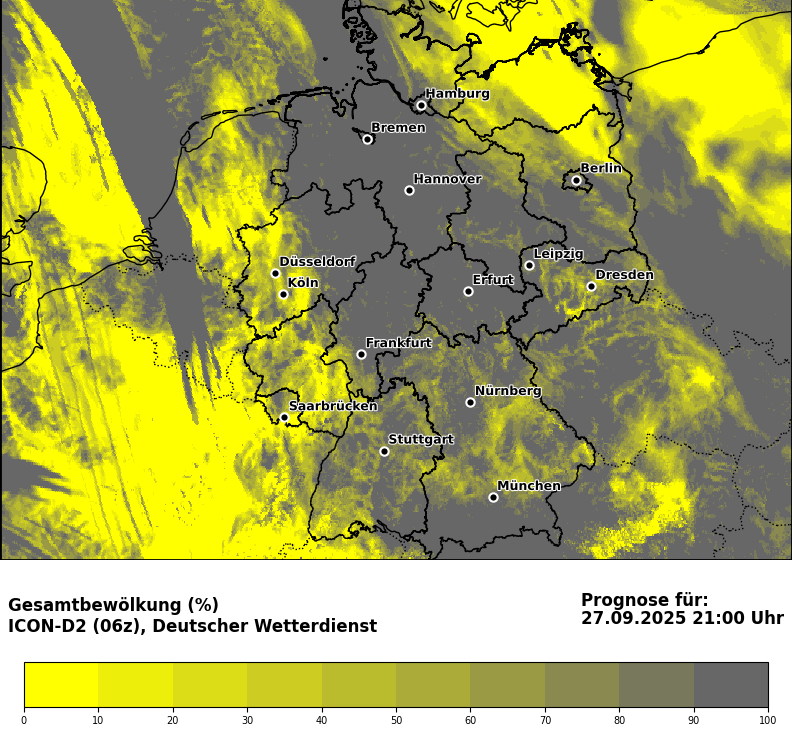 Hamburg
Bremen
Berlin
Hannover
Leipzig
Düsseldorf
Dresden
Erfurt
Köln
Frankfurt
Nürnberg
Saarbrücken
Stuttgart
München
Gesamtbewölkung (%)
ICON-D2 (06z), Deutscher Wetterdienst
Prognose für:
27.09.2025 21:00 Uhr
0 10 20 30 40 50 60 70 80 90 100